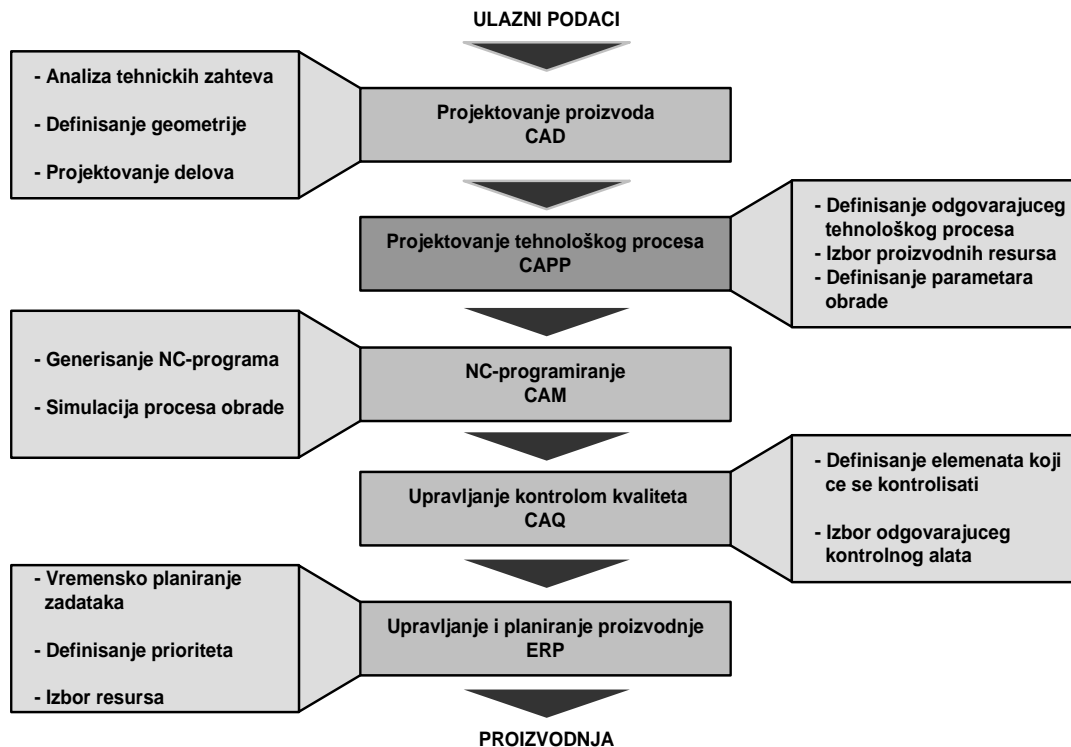 ULAZNI PODACI
- Analiza tehnickih zahteva
- Definisanje geometrije
- Projektovanje delova
Projektovanje proizvoda
CAD
Projektovanje tehnološkog procesa
CAPP
- Definisanje odgovarajuceg
tehnološkog procesa
- Izbor proizvodnih resursa
- Definisanje parametara
obrade
- Generisanje NC-programa
- Simulacija procesa obrade
NC-programiranje
CAM
Upravljanje kontrolom kvaliteta
CAQ
- Definisanje elemenata koji
ce se kontrolisati
- Izbor odgovarajuceg
kontrolnog alata
- Vremensko planiranje
zadataka
- Definisanje prioriteta
- Izbor resursa
Upravljanje i planiranje proizvodnje
ERP
PROIZVODNJA